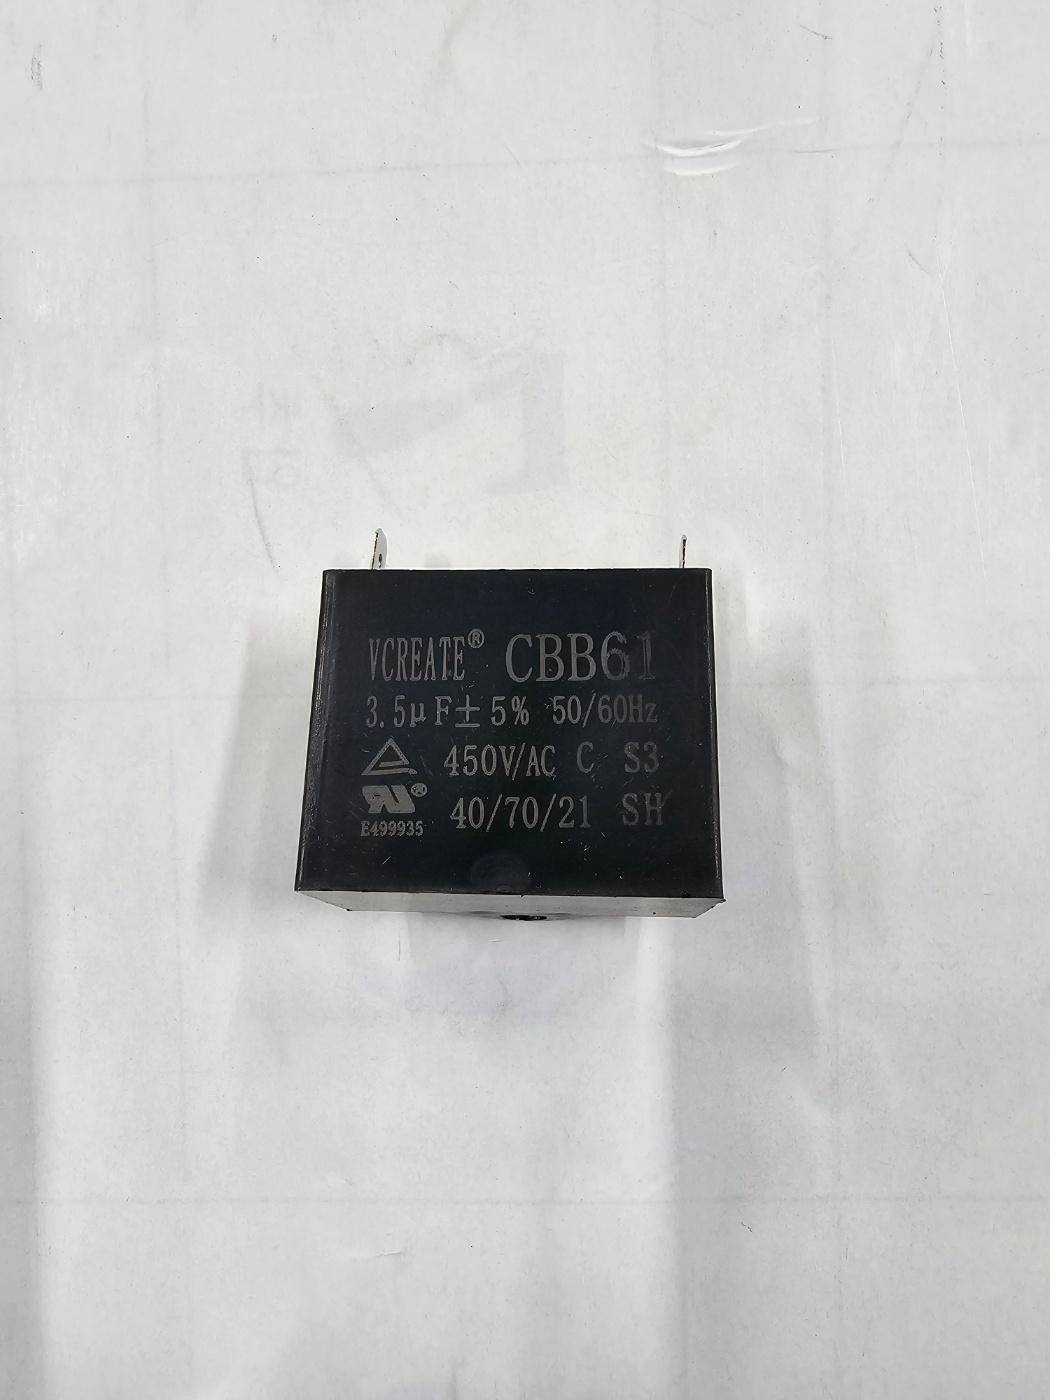 VCREATE® CBB61
3.5μF±5% 50/60Hz
450V/AC C S3
40/70/21 SH
E499935